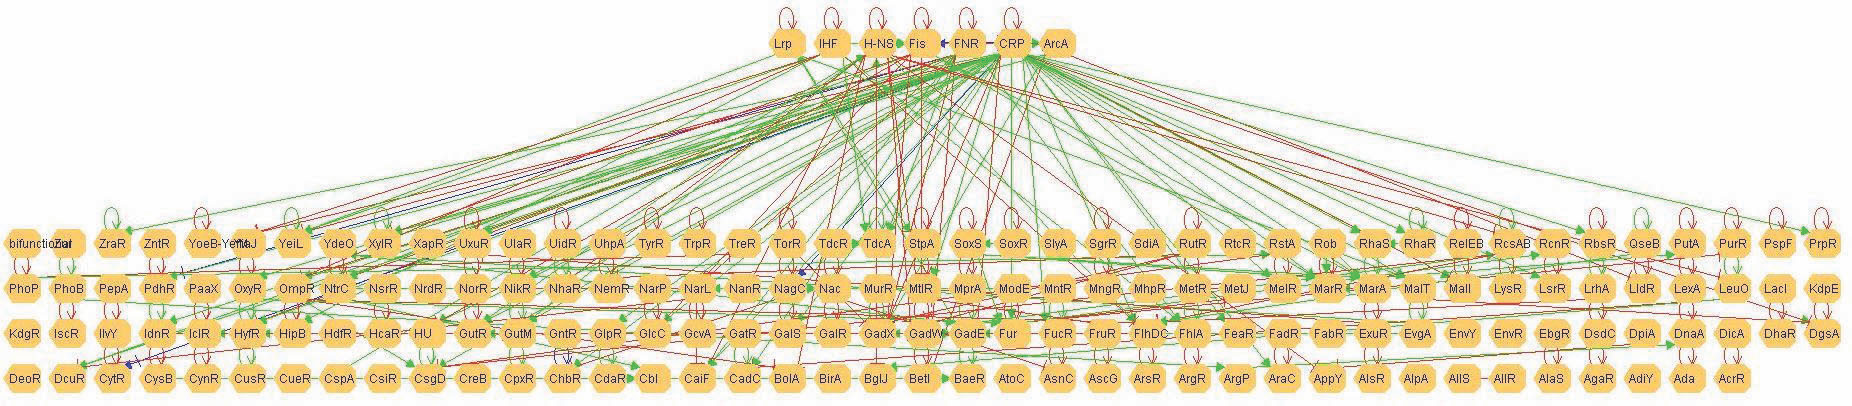 Lrp IHF H-NS Fis FNR CRP ArcA
bifunctional Zur ZraR ZntR YoeB-YefM YiaJ YeiL YdeO XylR XapR UxuR UlaR UidR UhpA TyrR TrpR TreR TorR TdcR TdcA StpA SoxS SoxR SlyA SgrR SdiA RutR RtcR RstA Rob RhaS RhaR RelEB RcsAB RcnR RbsR QseB PutA PurR PspF PrpR
PhoP PhoB PepA PdhR PaaX OxyR OmpR NtrC NsrR NrdR NorR NikR NhaR NemR NarP NarL NanR NagC Nac MurR MtlR MprA ModE MntR MngR MhpR MetR MetJ MelR MarR MarA MalT MalI LysR LsrR LrhA LldR LexA LeuO LacI KdpE
KdgR IscR IlvY IdnR IclR HyfR HipB HdfR HcaR HU GutR GutM GntR GlpR GlcC GcvA GatR GalS GalR GadX GadW GadE Fur FucR FruR FlhDC FhlA FeaR FadR FabR ExuR EvgA EnvY EnvR EbgR DsdC DpiA DnaA DicA DhaR DgsA
DeoR DcuR CytR CysB CynR CusR CueR CspA CsiR CsgD CreB CpxR ChbR CdaR Cbl CaiF CadC BolA BirA BglJ BetI BaeR AtoC AsnC AscG ArsR ArgR ArgP AraC AppY AlsR AlpA AllS AllR AlaS AgaR AdiY Ada AcrR